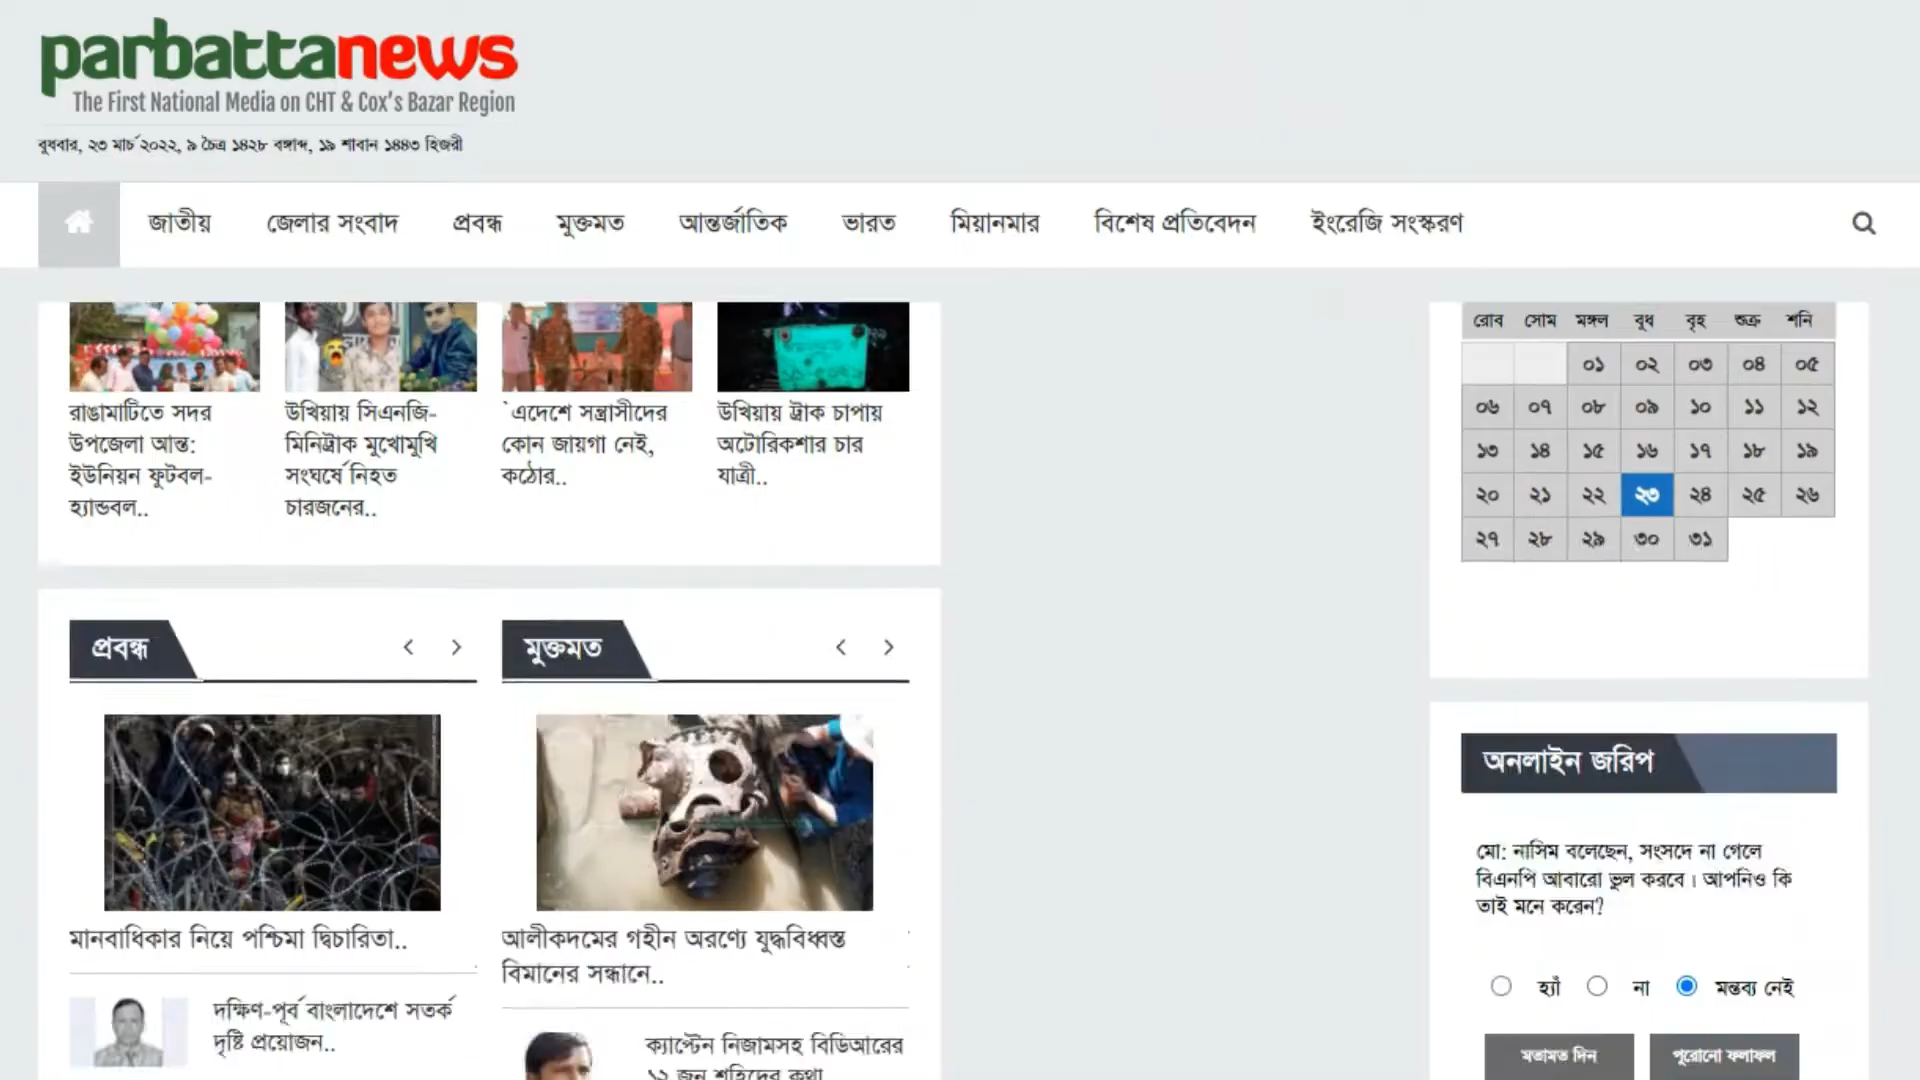 parbattanews
The First National Media on CHT & Cox's Bazar Region
বুধবার, ২৩ মার্চ ২০২২, ৯ চৈত্র ১৪২৮ বঙ্গাব্দ, ১৯ শাবান ১৪৪৩ হিজরী
জাতীয় জেলার সংবাদ প্রবন্ধ মুক্তমত আন্তর্জাতিক ভারত মিয়ানমার বিশেষ প্রতিবেদন ইংরেজি সংস্করণ
রাঙামাটিতে সদর
উপজেলা আন্ত:
ইউনিয়ন ফুটবল-
হ্যান্ডবল..
উখিয়ায় সিএনজি-
মিনিট্রাক মুখোমুখি
সংঘর্ষে নিহত
চারজনের..
`এদেশে সন্ত্রাসীদের
কোন জায়গা নেই,
কঠোর..
উখিয়ায় ট্রাক চাপায়
অটোরিকশার চার
যাত্রী..
রোব সোম মঙ্গল বুধ বৃহ শুক্র শনি
০১ ০২ ০৩ ০৪ ০৫
০৬ ০৭ ০৮ ০৯ ১০ ১১ ১২
১৩ ১৪ ১৫ ১৬ ১৭ ১৮ ১৯
২০ ২১ ২২ ২৩ ২৪ ২৫ ২৬
২৭ ২৮ ২৯ ৩০ ৩১
প্রবন্ধ
মানবাধিকার নিয়ে পশ্চিমা দ্বিচারিতা..
দক্ষিণ-পূর্ব বাংলাদেশে সতর্ক
দৃষ্টি প্রয়োজন..
মুক্তমত
আলীকদমের গহীন অরণ্যে যুদ্ধবিধ্বস্ত
বিমানের সন্ধানে..
ক্যাপ্টেন নিজামসহ বিডিআরের
১২ জন শহিদের কথা
অনলাইন জরিপ
মো: নাসিম বলেছেন, সংসদে না গেলে
বিএনপি আবারো ভুল করবে। আপনিও কি
তাই মনে করেন?
হ্যাঁ না মন্তব্য নেই
মতামত দিন পুরোনো ফলাফল